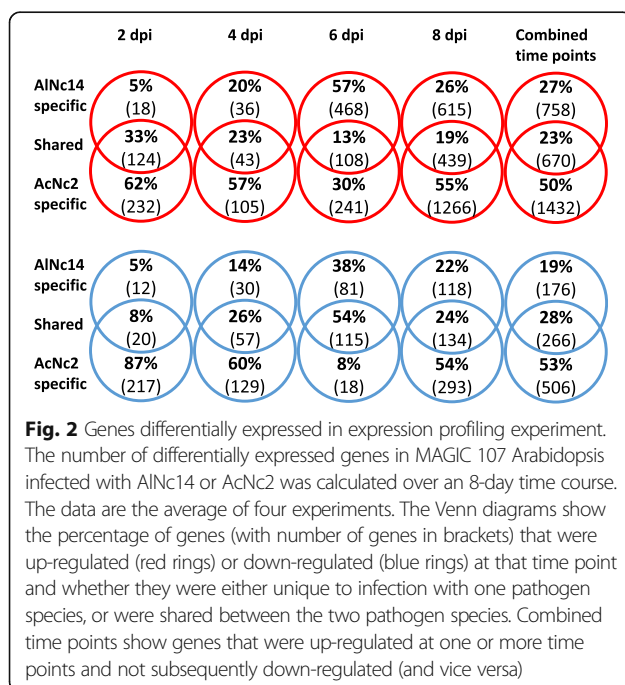 2 dpi 4 dpi 6 dpi 8 dpi Combined
time points
AlNc14 5% 20% 57% 26% 27%
specific (18) (36) (468) (615) (758)
Shared 33% 23% 13% 19% 23%
(124) (43) (108) (439) (670)
AcNc2 62% 57% 30% 55% 50%
specific (232) (105) (241) (1266) (1432)
AlNc14 5% 14% 38% 22% 19%
specific (12) (30) (81) (118) (176)
Shared 8% 26% 54% 24% 28%
(20) (57) (115) (134) (266)
AcNc2 87% 60% 8% 54% 53%
specific (217) (129) (18) (293) (506)
Fig. 2 Genes differentially expressed in expression profiling experiment.
The number of differentially expressed genes in MAGIC 107 Arabidopsis
infected with AlNc14 or AcNc2 was calculated over an 8-day time course.
The data are the average of four experiments. The Venn diagrams show
the percentage of genes (with number of genes in brackets) that were
up-regulated (red rings) or down-regulated (blue rings) at that time point
and whether they were either unique to infection with one pathogen
species, or were shared between the two pathogen species. Combined
time points show genes that were up-regulated at one or more time
points and not subsequently down-regulated (and vice versa)